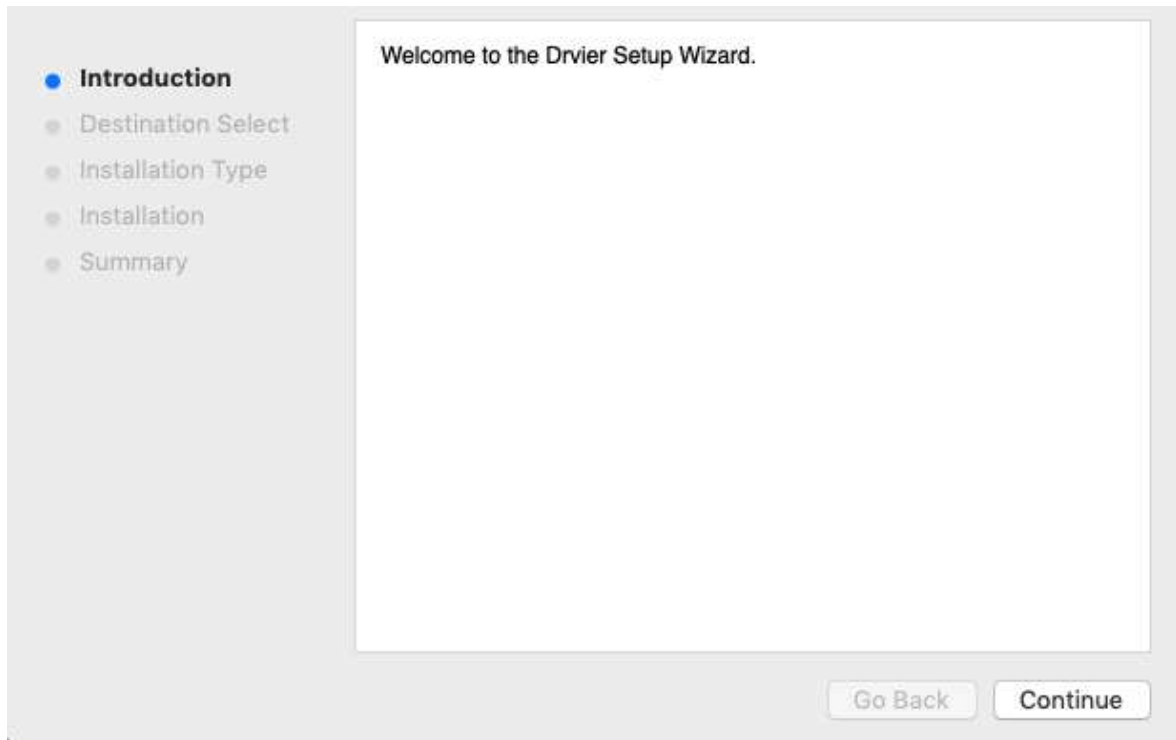 Introduction
Destination Select
Installation Type
Installation
Summary
Welcome to the Drvier Setup Wizard.
Go Back
Continue